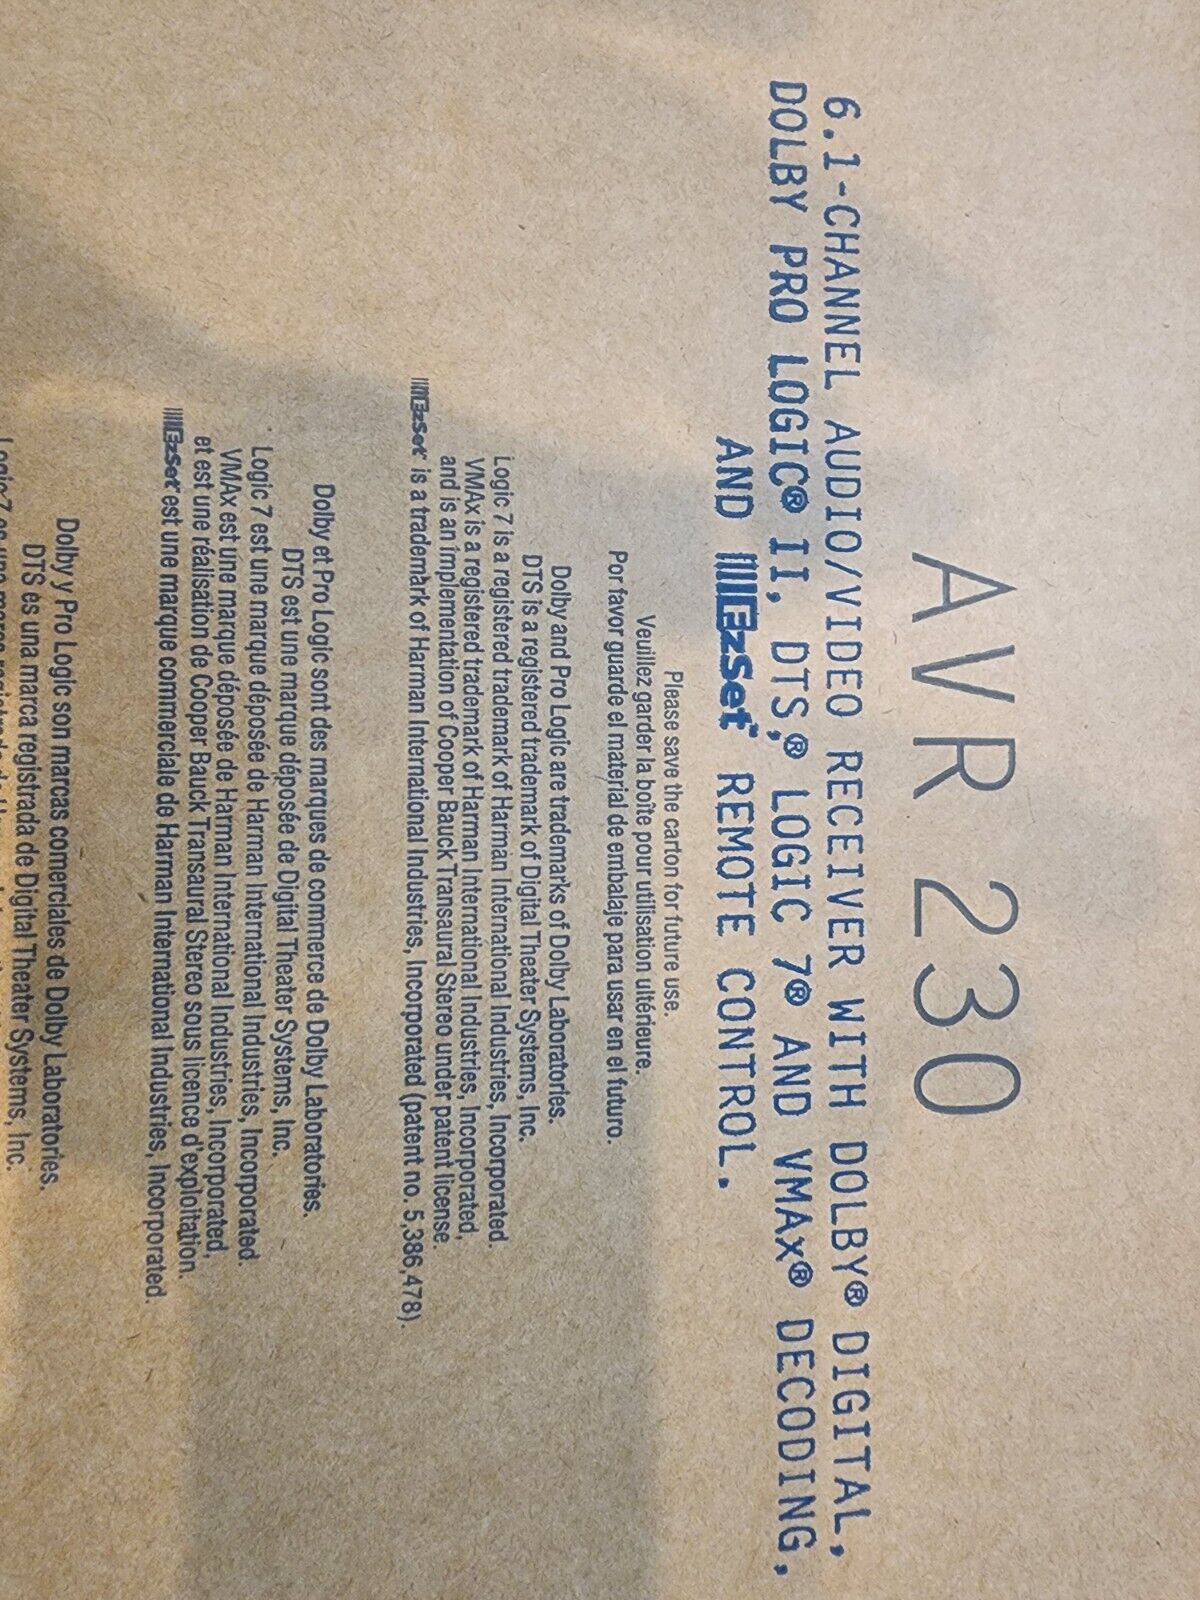 AVR 230
6.1-CHANNEL AUDIO/VIDEO RECEIVER WITH DOLBY® DIGITAL,
DOLBY PRO LOGIC® II, DTS,® LOGIC 7® AND VMAx® DECODING,
AND EzSet™ REMOTE CONTROL.
Please save the carton for future use.
Veuillez garder la boîte pour utilisation ultérieure.
Por favor guarde el material de embalaje para usar en el futuro.
Dolby and Pro Logic are trademarks of Dolby Laboratories.
DTS is a registered trademark of Digital Theater Systems, Inc.
Logic 7 is a registered trademark of Harman International Industries, Incorporated.
VMAx is a registered trademark of Harman International Industries, Incorporated,
and is an implementation of Cooper Bauck Transaural Stereo under patent license.
EzSet™ is a trademark of Harman International Industries, Incorporated (patent no. 5,386,478).
Dolby et Pro Logic sont des marques de commerce de Dolby Laboratories.
DTS est une marque déposée de Digital Theater Systems, Inc.
Logic 7 est une marque déposée de Harman International Industries, Incorporated.
VMAx est une marque déposée de Harman International Industries, Incorporated,
et est une réalisation de Cooper Bauck Transaural Stereo sous licence d'exploitation.
EzSet™ est une marque commerciale de Harman International Industries, Incorporated.
Dolby y Pro Logic son marcas comerciales de Dolby Laboratories.
DTS es una marca registrada de Digital Theater Systems, Inc.
Logic 7 es una marca registrada de